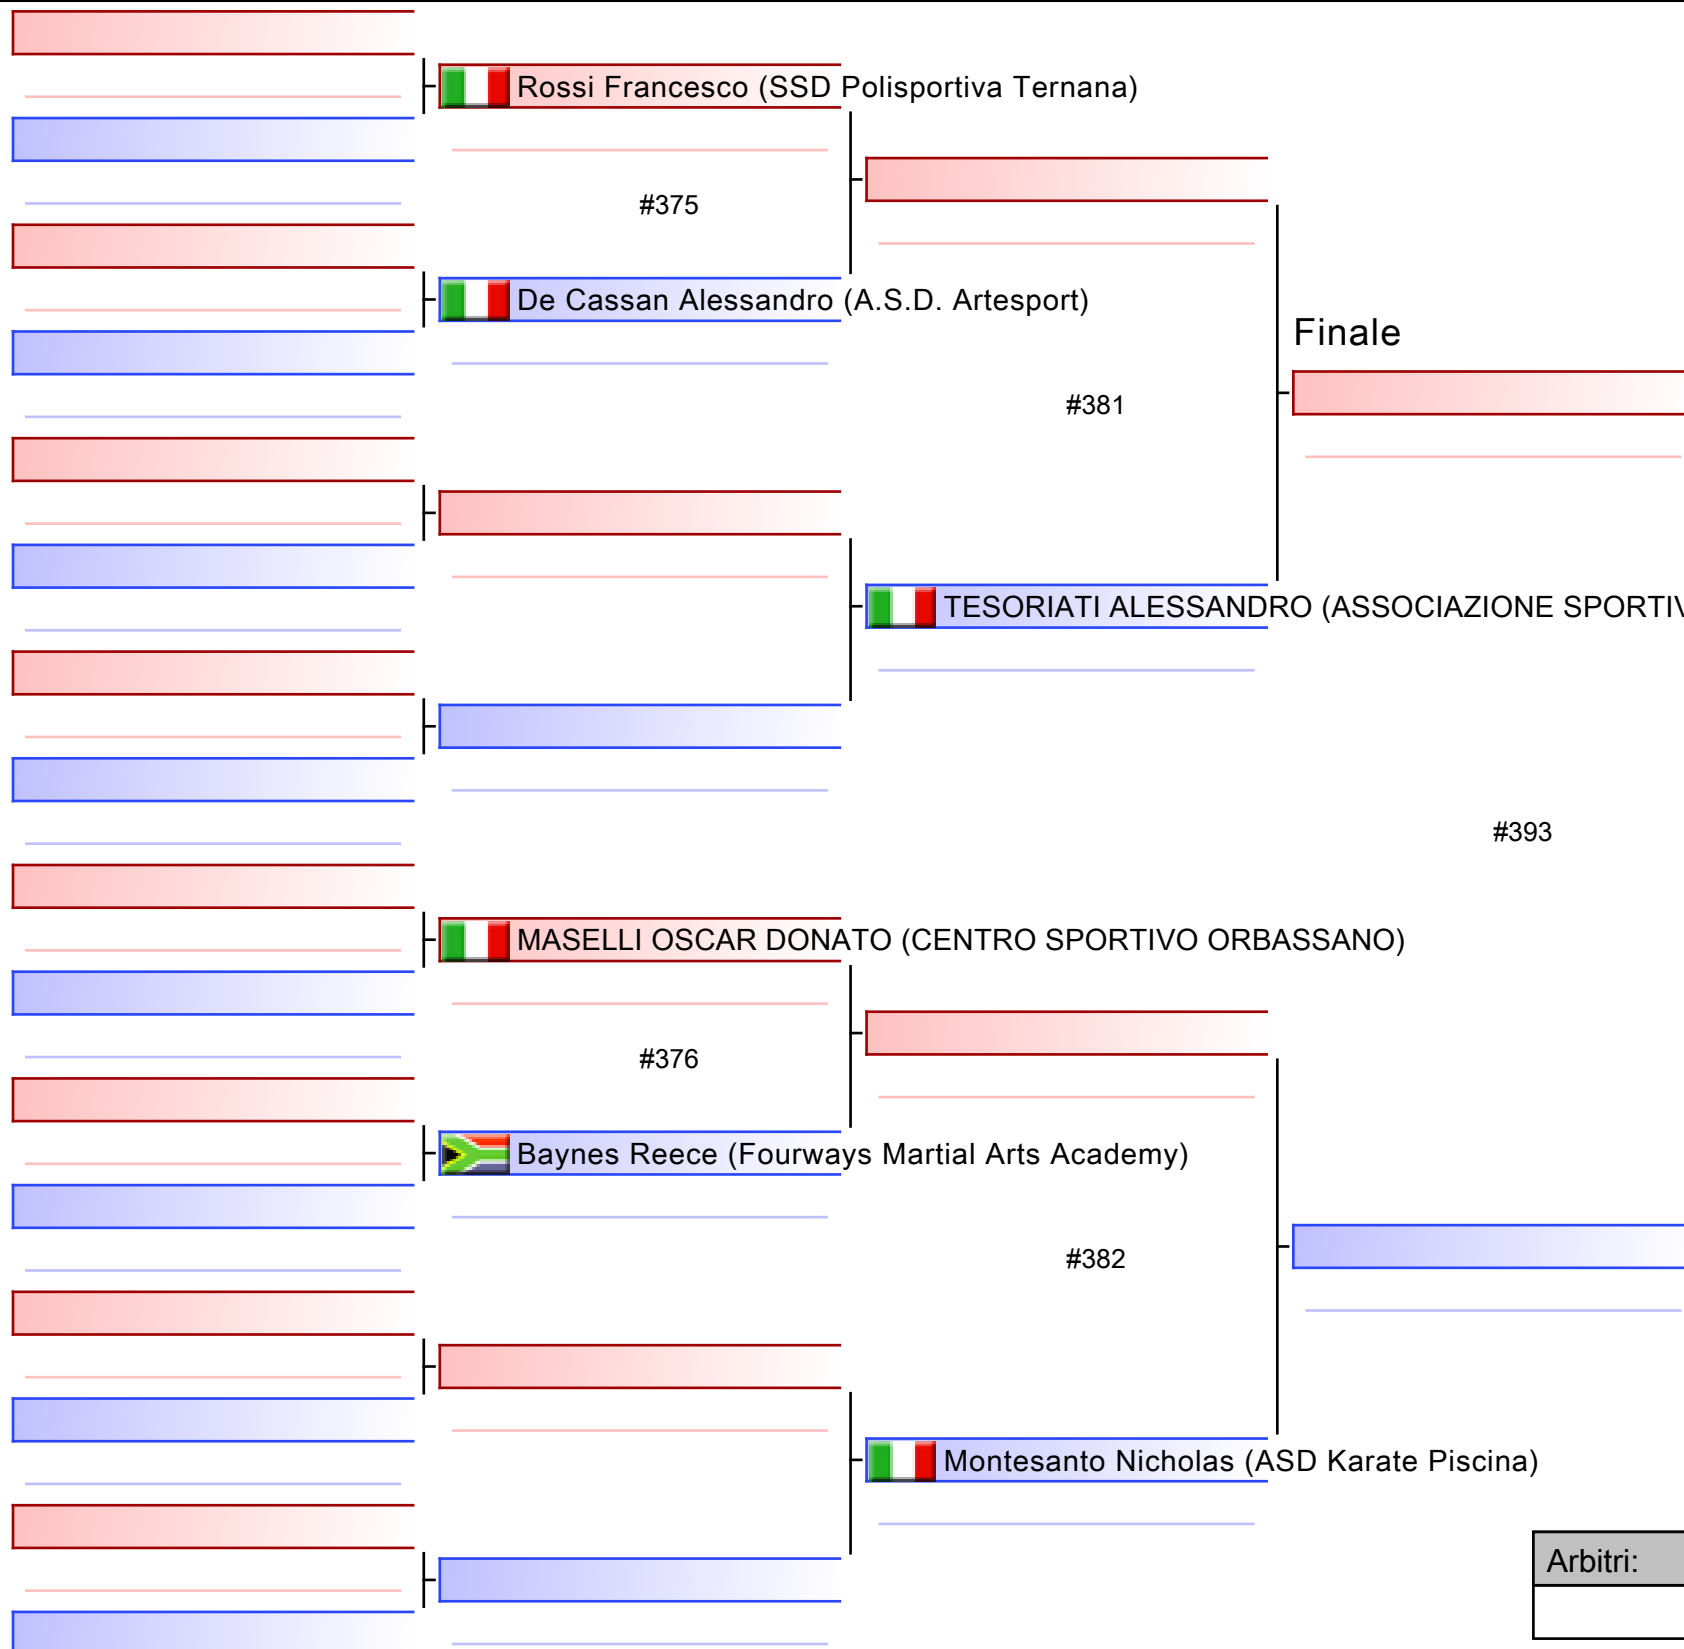 Rossi Francesco (SSD Polisportiva Ternana)
#375
De Cassan Alessandro (A.S.D. Artesport)
Finale
#381
TESORIATI ALESSANDRO (ASSOCIAZIONE
#393
MASELLI OSCAR DONATO (CENTRO SPORTIVO ORBASSANO)
#376
Baynes Reece (Fourways Martial Arts Academy)
#382
Montesanto Nicholas (ASD Karate Piscina)
Arbitri: